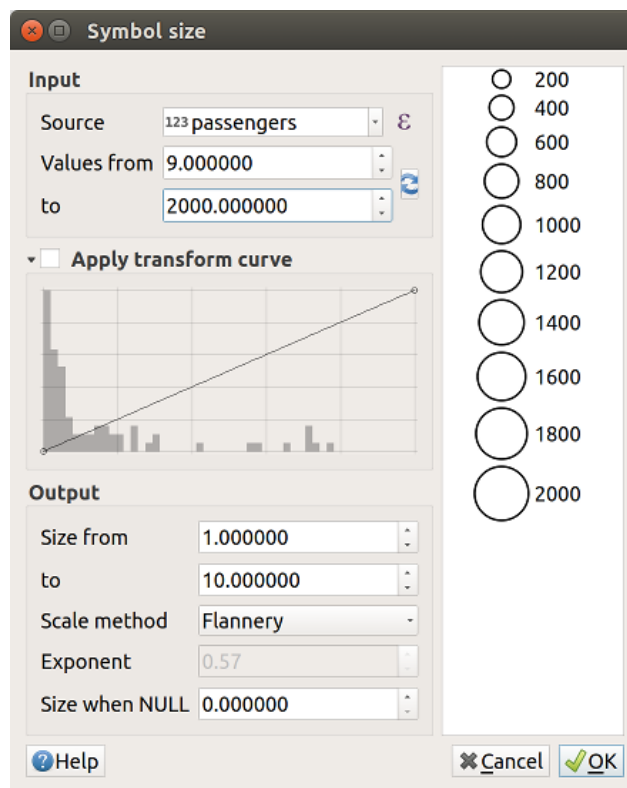 Symbol size
Input
Source 123 passengers ε
Values from 9.000000
to 2000.000000
Apply transform curve
Output
Size from 1.000000
to 10.000000
Scale method Flannery
Exponent 0.57
Size when NULL 0.000000
200
400
600
800
1000
1200
1400
1600
1800
2000
?Help
Cancel
OK